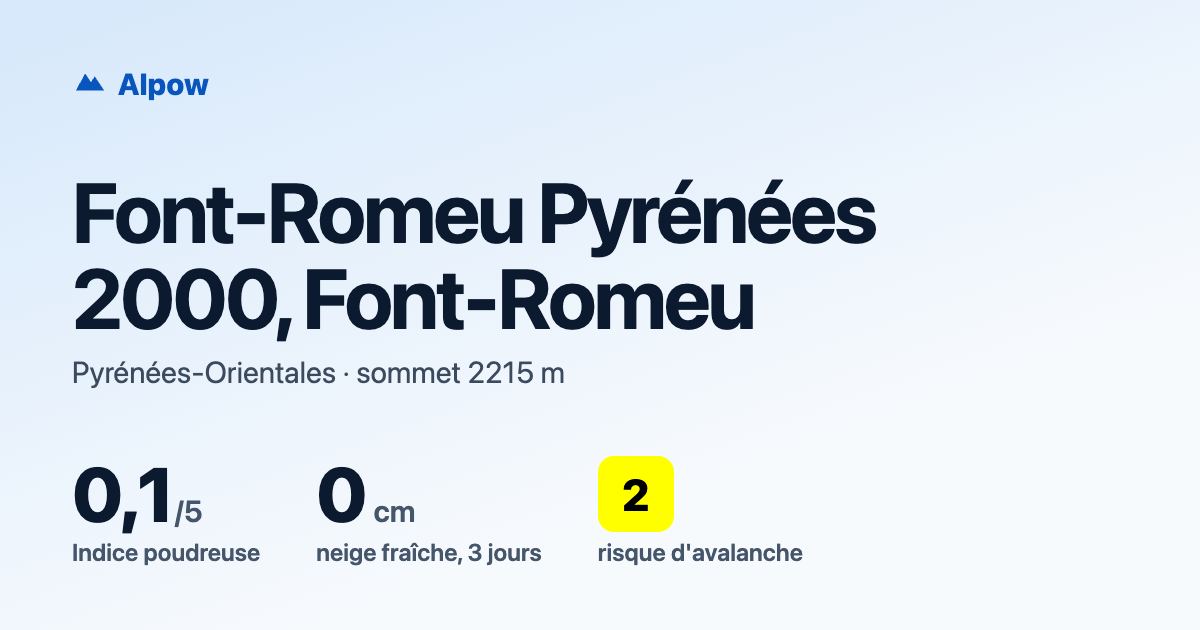 Alpow
Font-Romeu Pyrénées
2000, Font-Romeu
Pyrénées-Orientales · sommet 2215 m
0,1/5
Indice poudreuse
0 cm
neige fraîche, 3 jours
2
risque d'avalanche